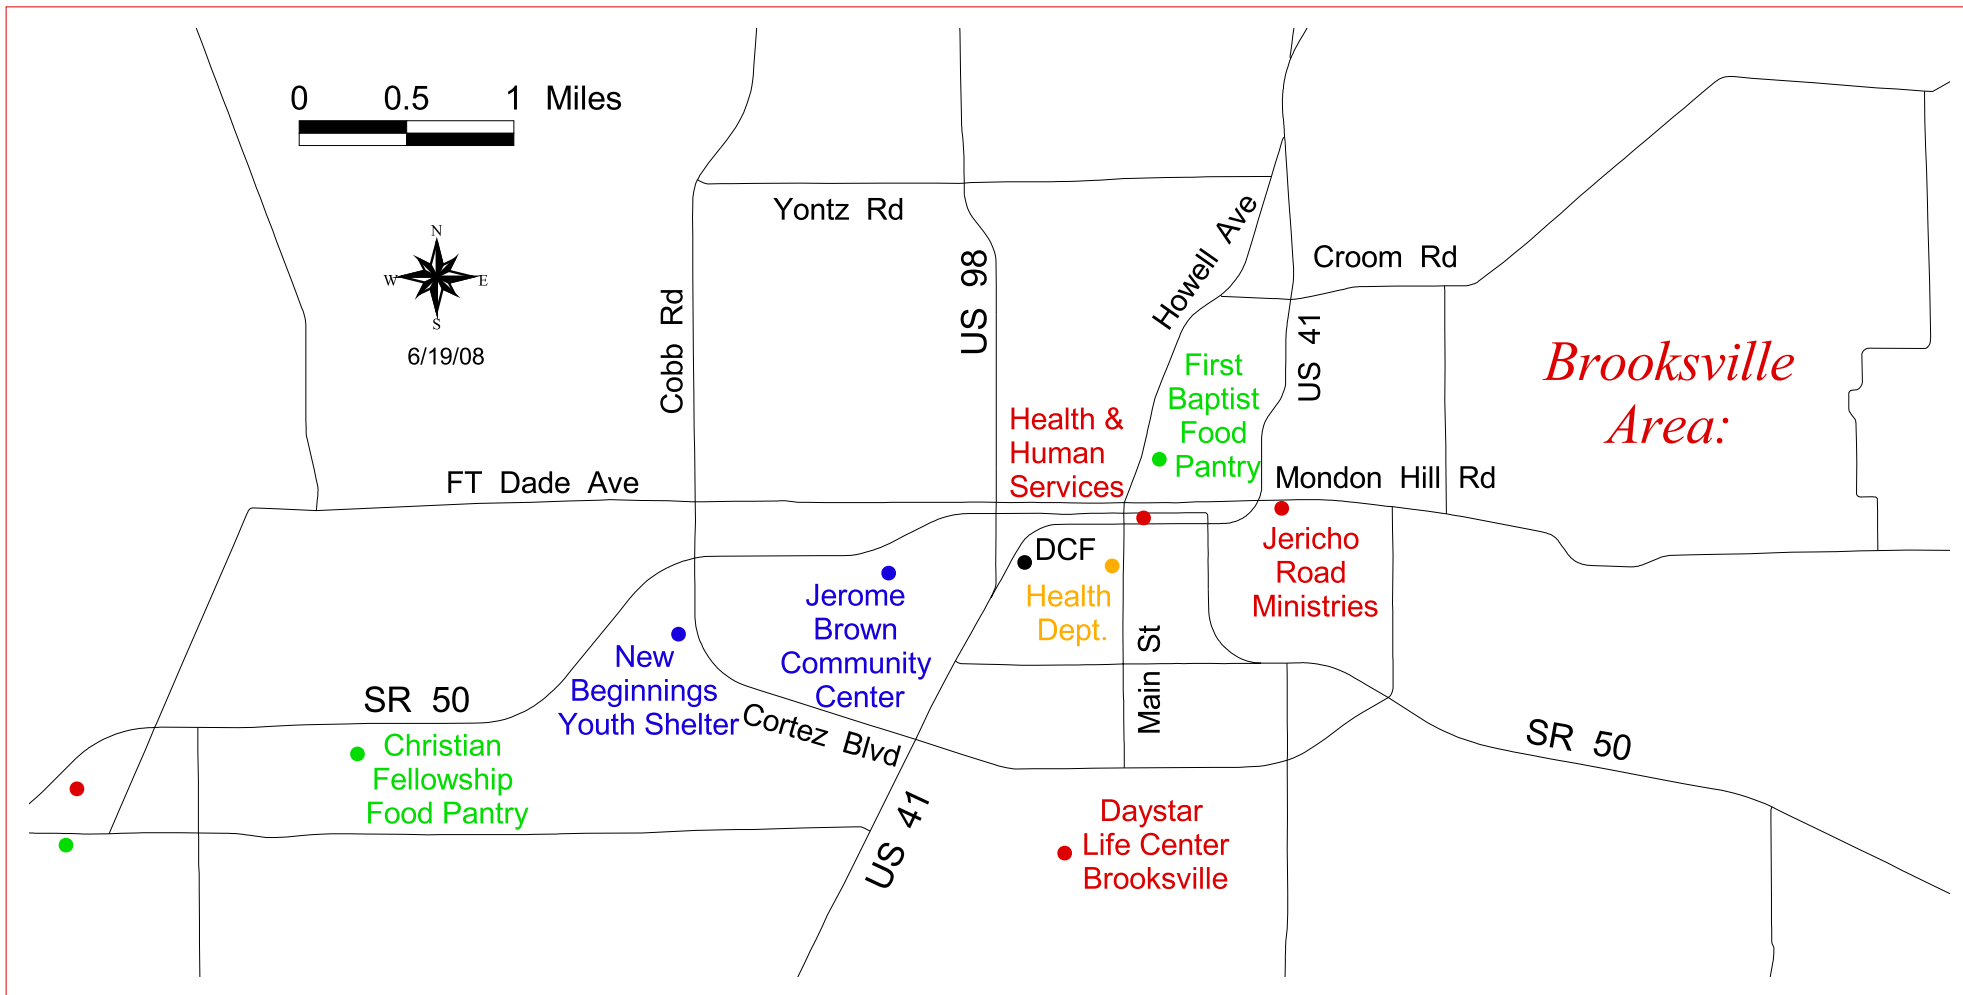 0 0.5 1 Miles
N
W E
S
6/19/08
Yontz Rd
Cobb Rd
US 98
Howell Ave
Croom Rd
US 41
Brooksville
Area:
First
Baptist
Food
Pantry
Health &
Human
Services
FT Dade Ave
Mondon Hill Rd
DCF
Health
Dept.
Jericho
Road
Ministries
Jerome
Brown
Community
Center
New
Beginnings
Youth Shelter
Main St
SR 50
Cortez Blvd
SR 50
Christian
Fellowship
Food Pantry
US 41
Daystar
Life Center
Brooksville